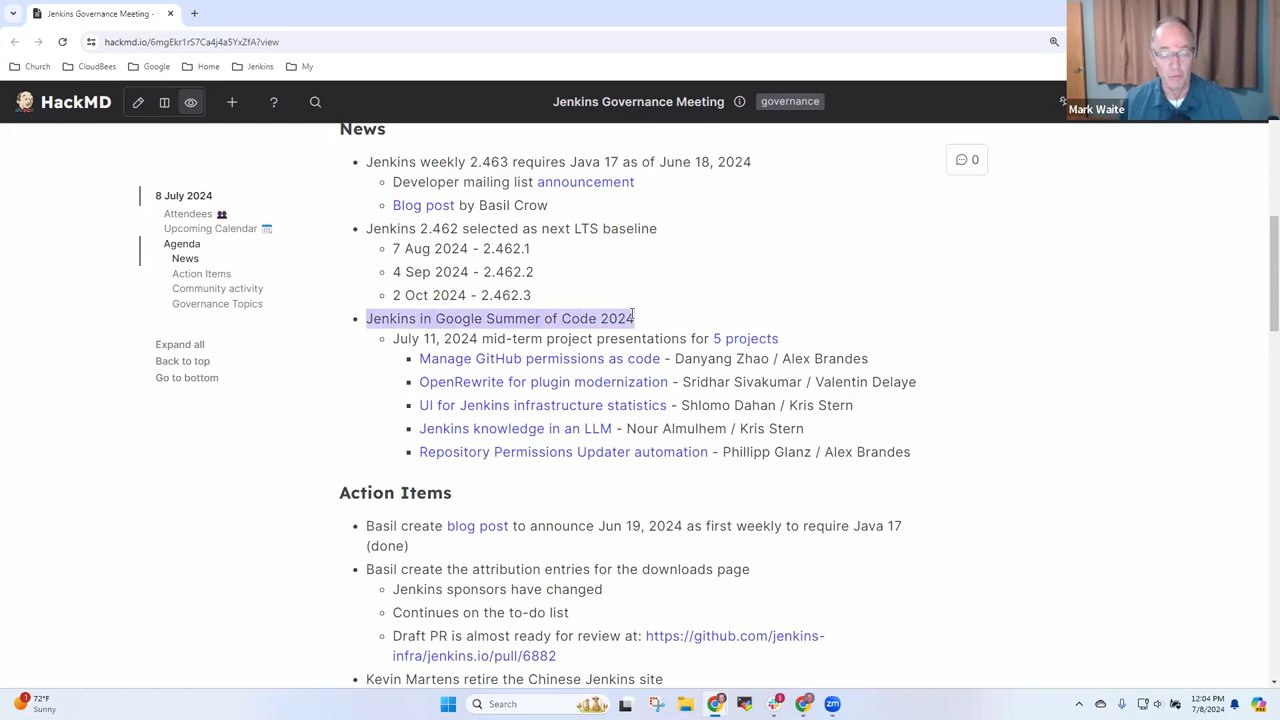 Jenkins Governance Meeting -
hackmd.io/6mgEkr1rS7Ca4j4a5YxZfA?view
Church
CloudBees
Google
Home
Jenkins
My
Mark Waite
HackMD
Jenkins Governance Meeting
governance
0
8 July 2024
Attendees
Upcoming Calendar
Agenda
News
Action Items
Community activity
Governance Topics
Expand all
Back to top
Go to bottom
News
Jenkins weekly 2.463 requires Java 17 as of June 18, 2024
Developer mailing list announcement
Blog post by Basil Crow
Jenkins 2.462 selected as next LTS baseline
7 Aug 2024 - 2.462.1
4 Sep 2024 - 2.462.2
2 Oct 2024 - 2.462.3
Jenkins in Google Summer of Code 2024
July 11, 2024 mid-term project presentations for 5 projects
Manage GitHub permissions as code - Danyang Zhao / Alex Brandes
OpenRewrite for plugin modernization - Sridhar Sivakumar / Valentin Delaye
UI for Jenkins infrastructure statistics - Shlomo Dahan / Kris Stern
Jenkins knowledge in an LLM - Nour Almulhem / Kris Stern
Repository Permissions Updater automation - Phillipp Glanz / Alex Brandes
Action Items
Basil create blog post to announce Jun 19, 2024 as first weekly to require Java 17
(done)
Basil create the attribution entries for the downloads page
Jenkins sponsors have changed
Continues on the to-do list
Draft PR is almost ready for review at: https://github.com/jenkins-
infra/jenkins.io/pull/6882
Kevin Martens retire the Chinese Jenkins site
1
72°F
Sunny
Search
1
zm
12:04 PM
7/8/2024